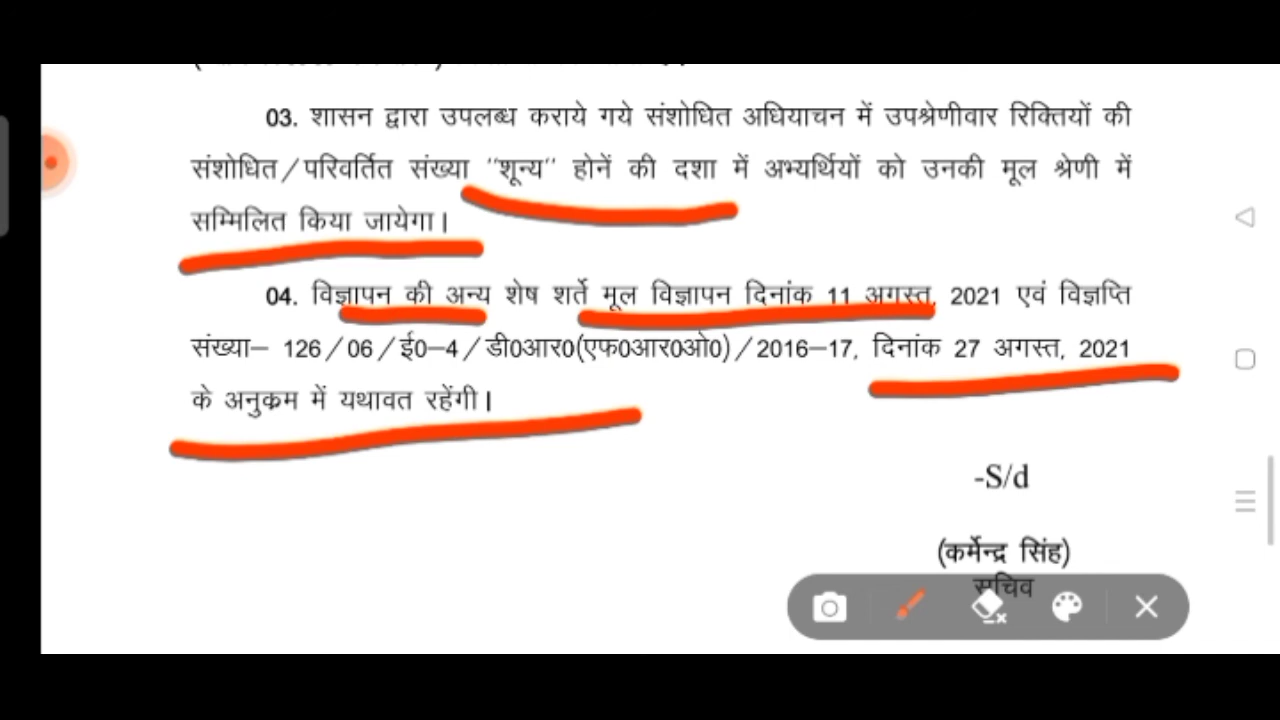 03. शासन द्वारा उपलब्ध कराये गये संशोधित अधियाचन में उपश्रेणीवार रिक्तियों की
संशोधित/परिवर्तित संख्या "शून्य" होनें की दशा में अभ्यर्थियों को उनकी मूल श्रेणी में
सम्मिलित किया जायेगा।
04. विज्ञापन की अन्य शेष शर्ते मूल विज्ञापन दिनांक 11 अगस्त, 2021 एवं विज्ञप्ति
संख्या– 126/06/ई0–4/डी0आर0(एफ0आर0ओ0)/2016–17, दिनांक 27 अगस्त, 2021
के अनुक्रम में यथावत रहेंगी।
-S/d
(कर्मेन्द्र सिंह)
सचिव